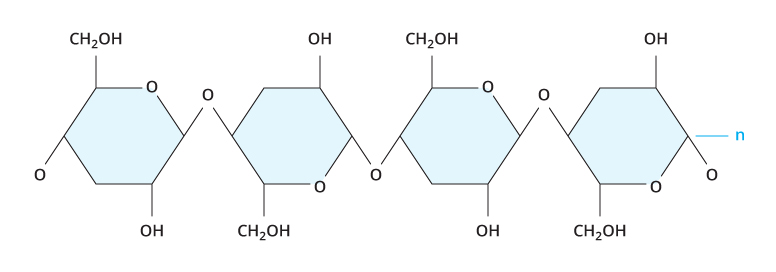 CH₂OH OH CH₂OH OH
O O O O
n
O O O
O O
OH CH₂OH OH CH₂OH